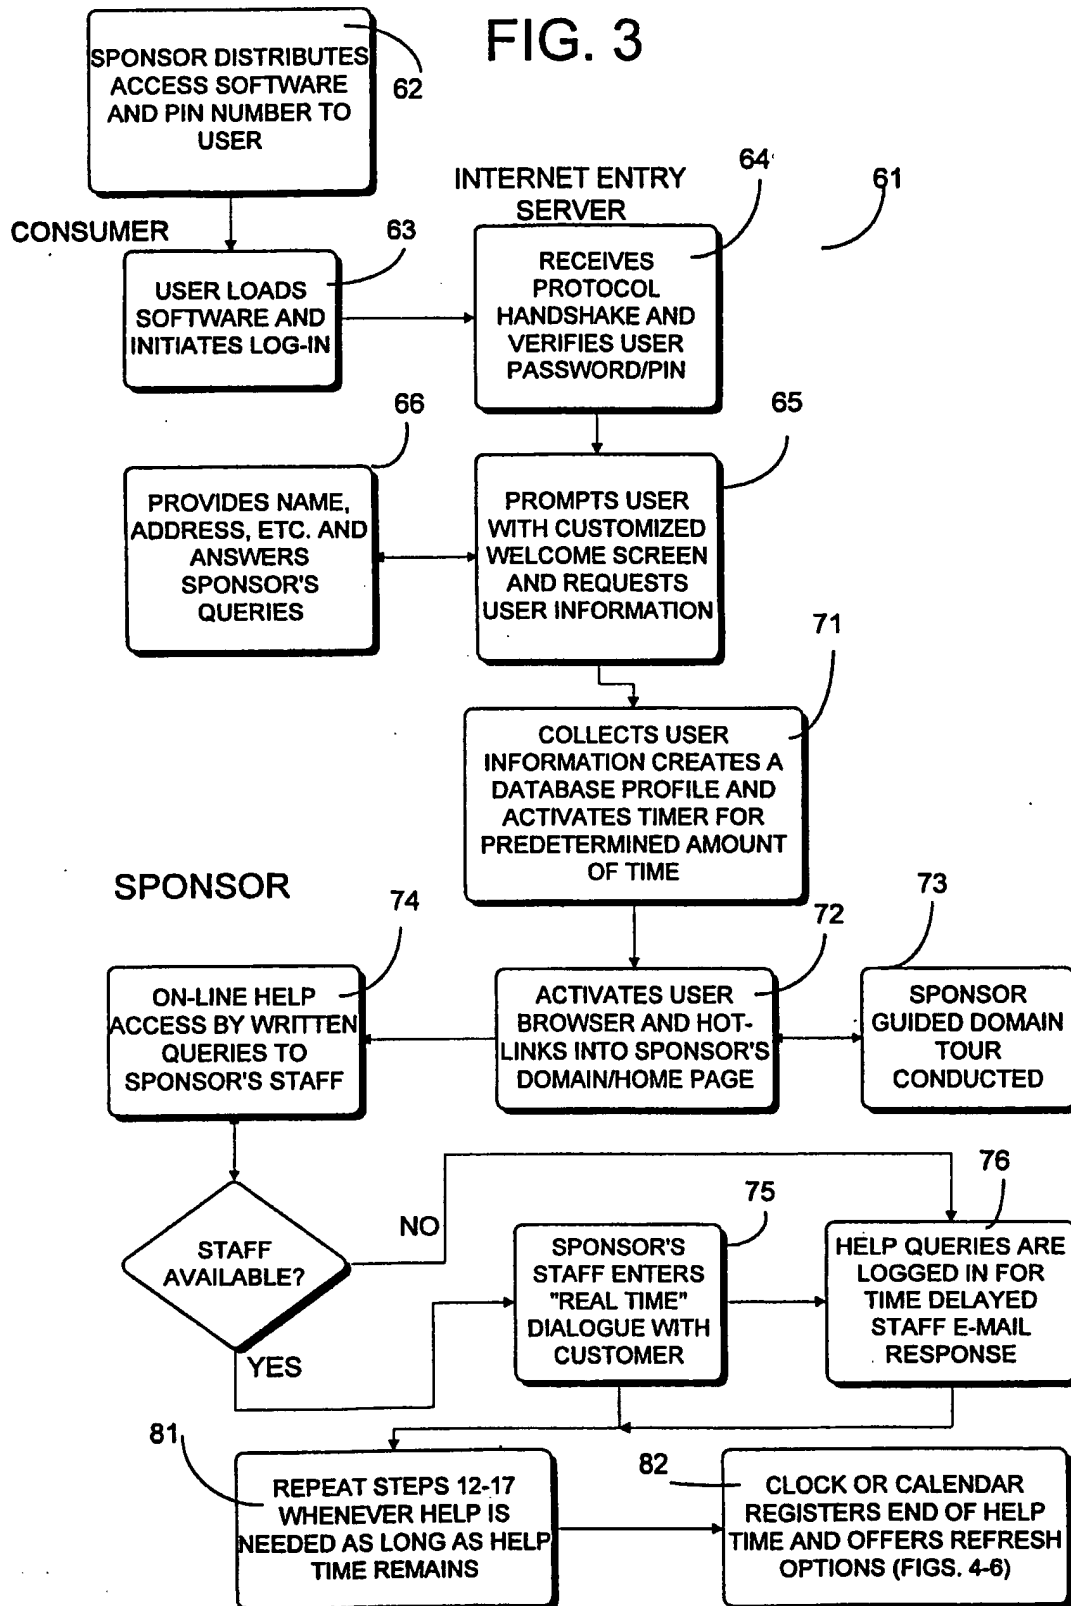 FIG. 3
SPONSOR DISTRIBUTES
ACCESS SOFTWARE
AND PIN NUMBER TO
USER
62
CONSUMER
63
USER LOADS
SOFTWARE AND
INITIATES LOG-IN
INTERNET ENTRY
SERVER
64
61
RECEIVES
PROTOCOL
HANDSHAKE AND
VERIFIES USER
PASSWORD/PIN
66
PROVIDES NAME,
ADDRESS, ETC. AND
ANSWERS
SPONSOR'S
QUERIES
65
PROMPTS USER
WITH CUSTOMIZED
WELCOME SCREEN
AND REQUESTS
USER INFORMATION
71
COLLECTS USER
INFORMATION CREATES A
DATABASE PROFILE AND
ACTIVATES TIMER FOR
PREDETERMINED AMOUNT
OF TIME
SPONSOR
74
ON-LINE HELP
ACCESS BY WRITTEN
QUERIES TO
SPONSOR'S STAFF
72
ACTIVATES USER
BROWSER AND HOT-
LINKS INTO SPONSOR'S
DOMAIN/HOME PAGE
73
SPONSOR
GUIDED DOMAIN
TOUR
CONDUCTED
STAFF
AVAILABLE?
NO
YES
75
SPONSOR'S
STAFF ENTERS
"REAL TIME"
DIALOGUE WITH
CUSTOMER
76
HELP QUERIES ARE
LOGGED IN FOR
TIME DELAYED
STAFF E-MAIL
RESPONSE
81
REPEAT STEPS 12-17
WHENEVER HELP IS
NEEDED AS LONG AS HELP
TIME REMAINS
82
CLOCK OR CALENDAR
REGISTERS END OF HELP
TIME AND OFFERS REFRESH
OPTIONS (FIGS. 4-6)